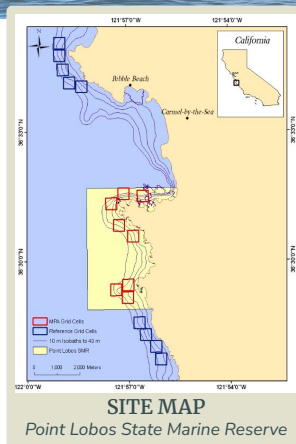 121°57'0"W 121°54'0"W
California
Pebble Beach
Carmel-by-the-Sea
36°33'0"N 36°33'0"N
36°30'0"N 36°30'0"N
MPA Grid Cells
Reference Grid Cells
10 m Isobaths to 43 m
Point Lobos SMR
0 1,000 2,000 Meters
122°0'0"W 121°57'0"W 121°54'0"W
SITE MAP
Point Lobos State Marine Reserve